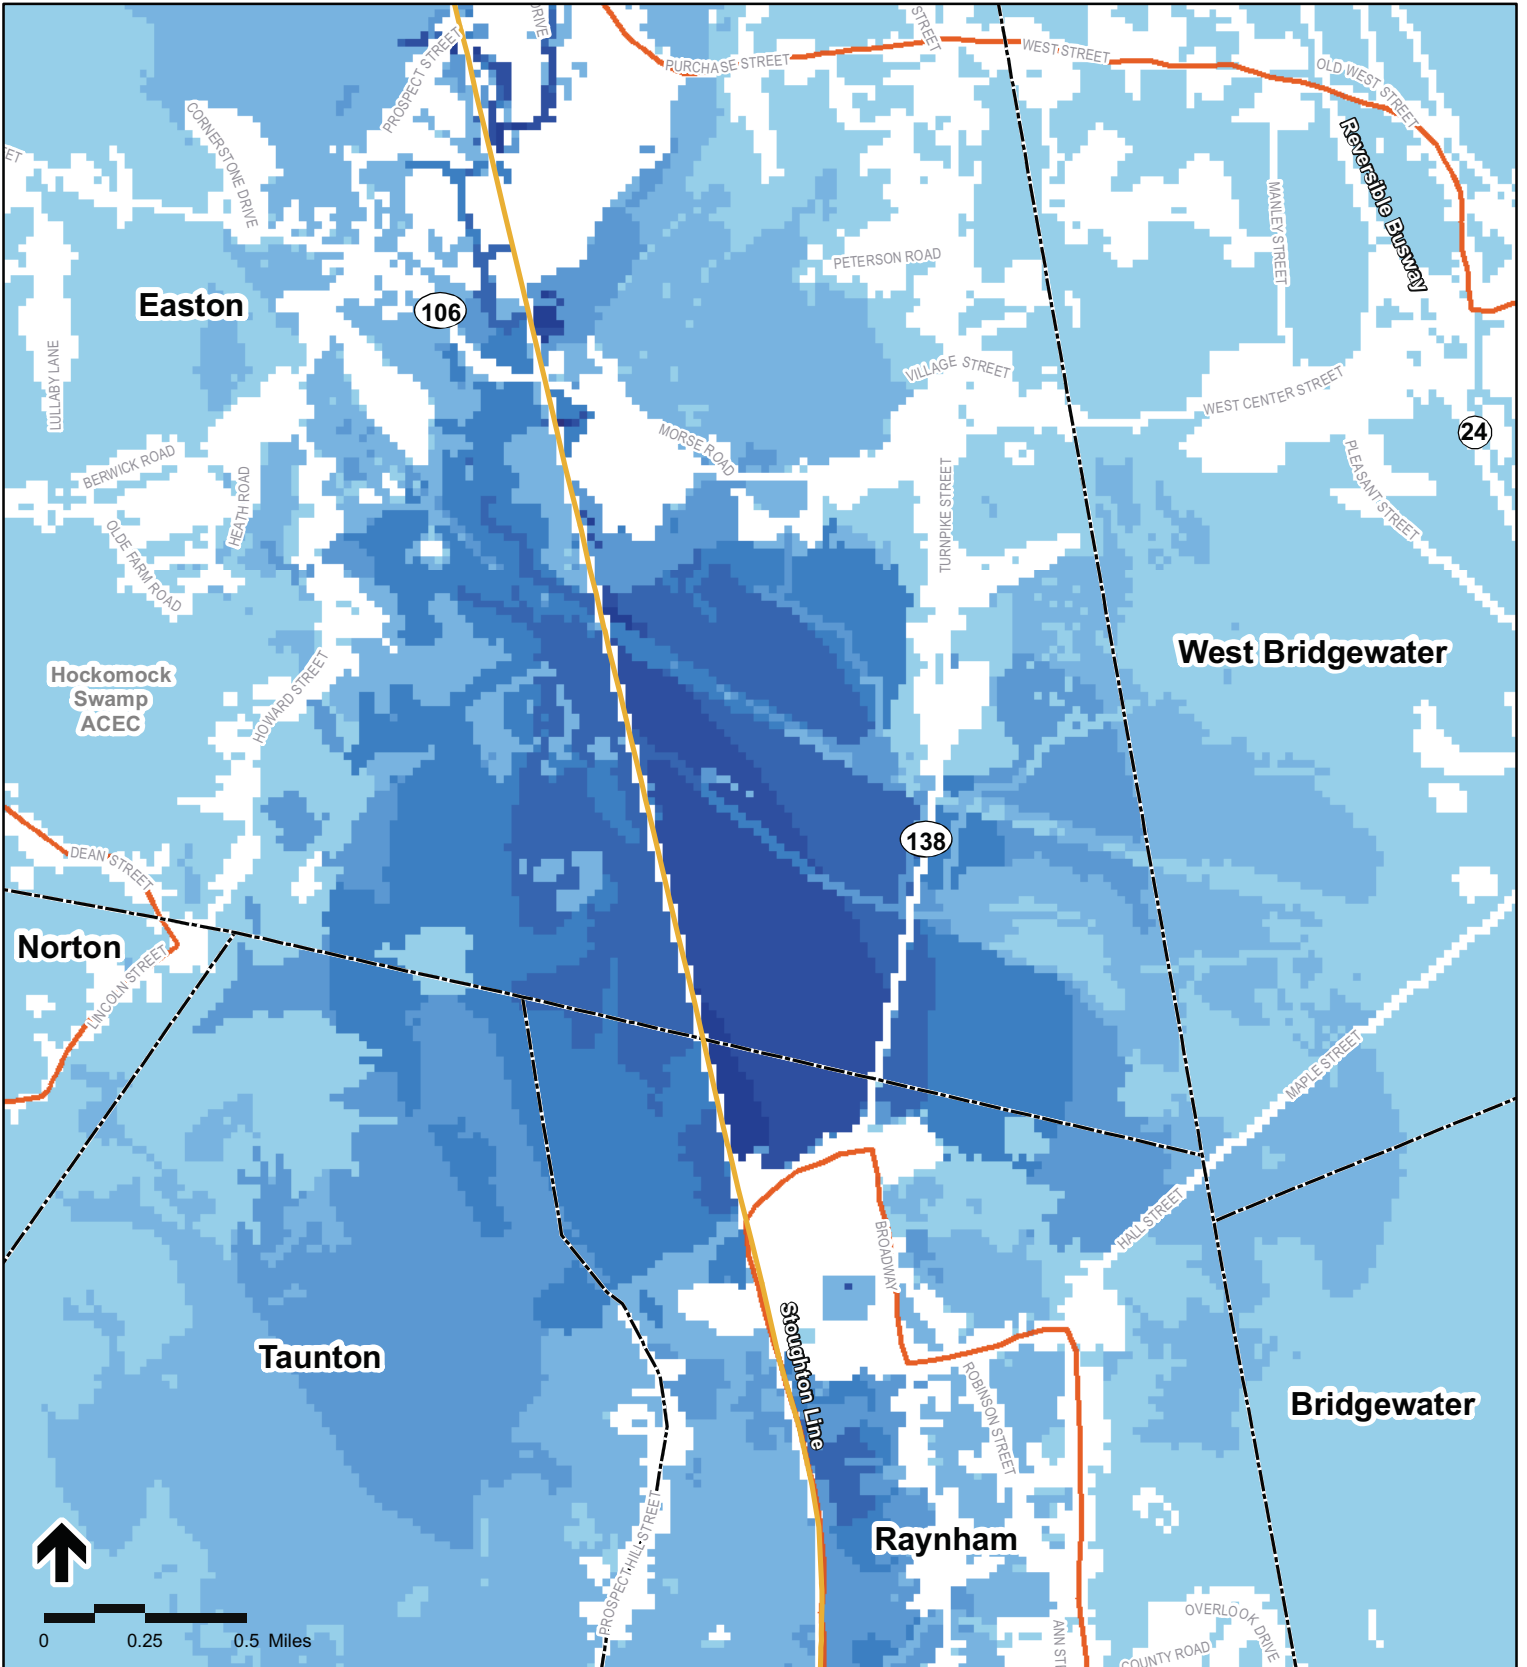 DRIVE
STREET
PROSPECT STREET
PURCHASE STREET
WEST STREET
OLD WEST STREET
CORNERSTONE DRIVE
Reversible Busway
MANLEY STREET
PETERSON ROAD
Easton
106
LULLABY LANE
VILLAGE STREET
WEST CENTER STREET
24
MORSE ROAD
BERWICK ROAD
HEATH ROAD
TURNPIKE STREET
PLEASANT STREET
OLDE FARM ROAD
West Bridgewater
Hockomock
Swamp
ACEC
HOWARD STREET
138
DEAN STREET
Norton
LINCOLN STREET
MAPLE STREET
HALL STREET
BROADWAY
Stoughton Line
Taunton
ROBINSON STREET
Bridgewater
Raynham
PROSPECT HILL STREET
OVERLOOK DRIVE
COUNTY ROAD
0 0.25 0.5 Miles